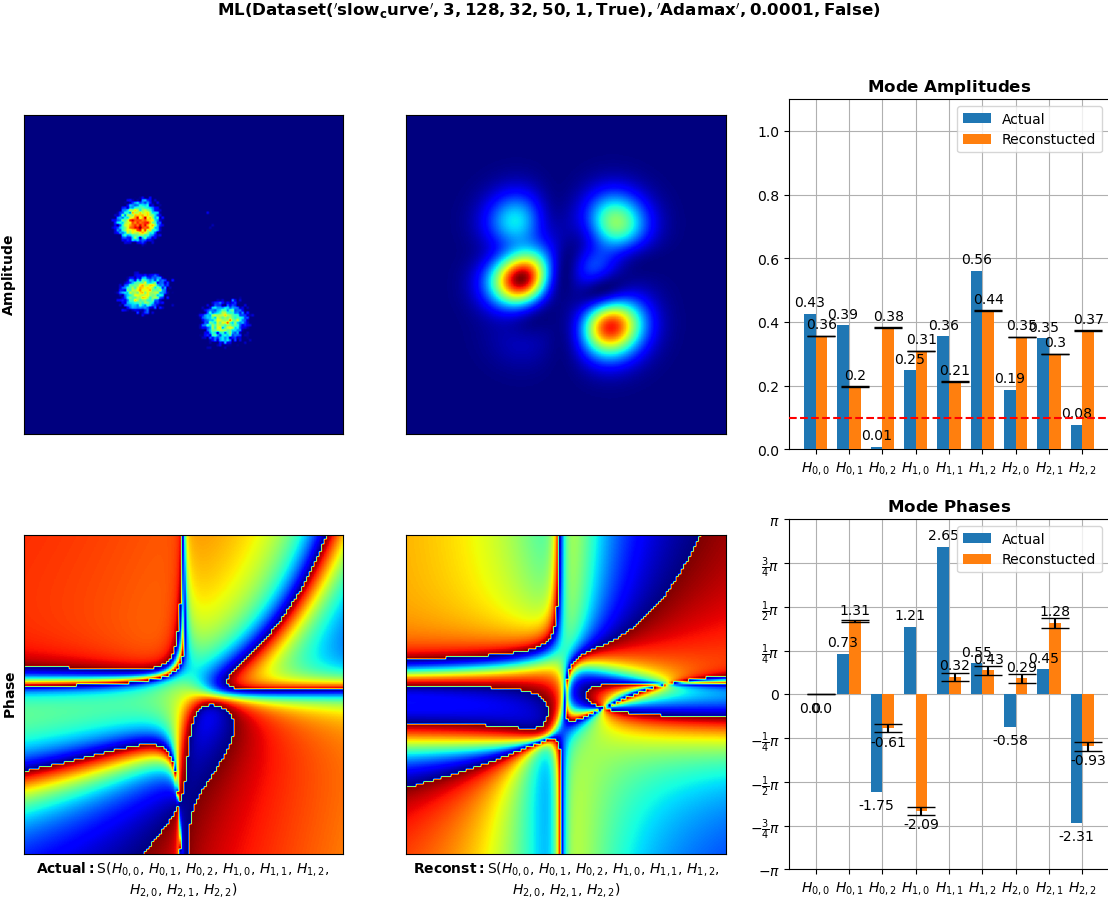 ML(Dataset('slow_curve', 3, 128, 32, 50, 1, True), 'Adamax', 0.0001, False)
Amplitude
Mode Amplitudes
Actual
Reconstucted
1.0
0.8
0.6
0.4
0.2
0.0
0.43
0.36
0.39
0.2
0.01
0.38
0.25
0.31
0.36
0.21
0.56
0.44
0.19
0.35
0.35
0.3
0.08
0.37
H0,0 H0,1 H0,2 H1,0 H1,1 H1,2 H2,0 H2,1 H2,2
Phase
Mode Phases
Actual
Reconstucted
π
3/4π
1/2π
1/4π
0
−1/4π
−1/2π
−3/4π
−π
0.0
0.0
0.73
1.31
-1.75
-0.61
1.21
-2.09
2.65
0.32
0.55
0.43
-0.58
0.29
0.45
1.28
-2.31
-0.93
H0,0 H0,1 H0,2 H1,0 H1,1 H1,2 H2,0 H2,1 H2,2
Actual: S(H0,0, H0,1, H0,2, H1,0, H1,1, H1,2,
H2,0, H2,1, H2,2)
Reconst: S(H0,0, H0,1, H0,2, H1,0, H1,1, H1,2,
H2,0, H2,1, H2,2)